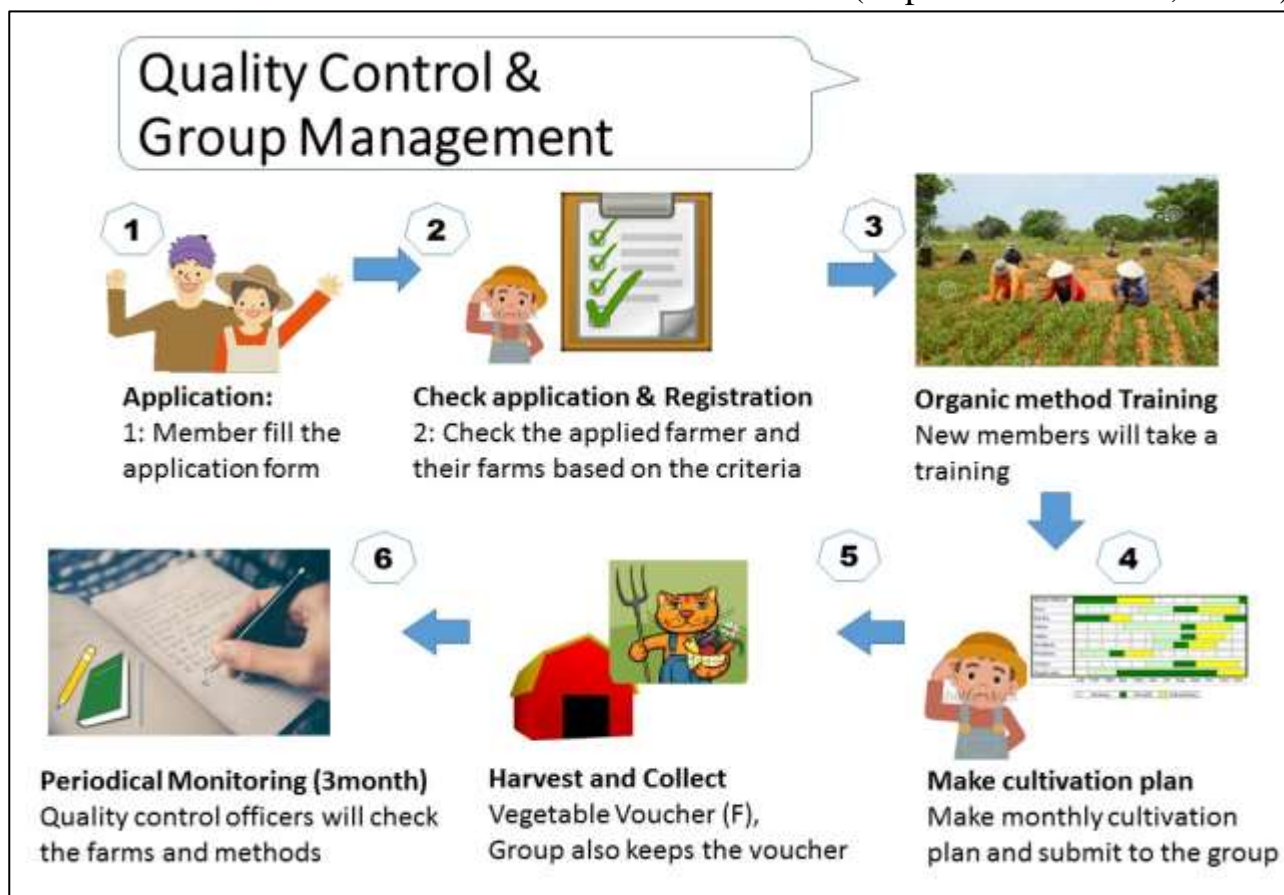 Quality Control &
Group Management
1
2
3
Application:
1: Member fill the
application form
Check application & Registration
2: Check the applied farmer and
their farms based on the criteria
Organic method Training
New members will take a
training
6
5
4
Periodical Monitoring (3month)
Quality control officers will check
the farms and methods
Harvest and Collect
Vegetable Voucher (F),
Group also keeps the voucher
Make cultivation plan
Make monthly cultivation
plan and submit to the group